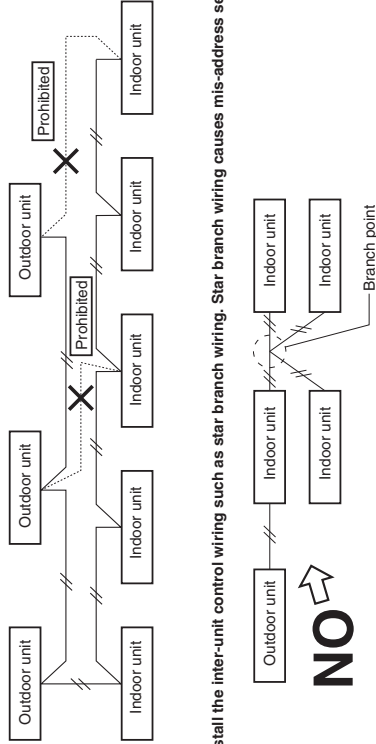 Outdoor unit
Outdoor unit
Outdoor unit
Prohibited
Prohibited
Indoor unit
Indoor unit
Indoor unit
Indoor unit
Indoor unit
stall the inter-unit control wiring such as star branch wiring. Star branch wiring causes mis-address se
Outdoor unit
Indoor unit
Indoor unit
NO
Indoor unit
Indoor unit
Branch point